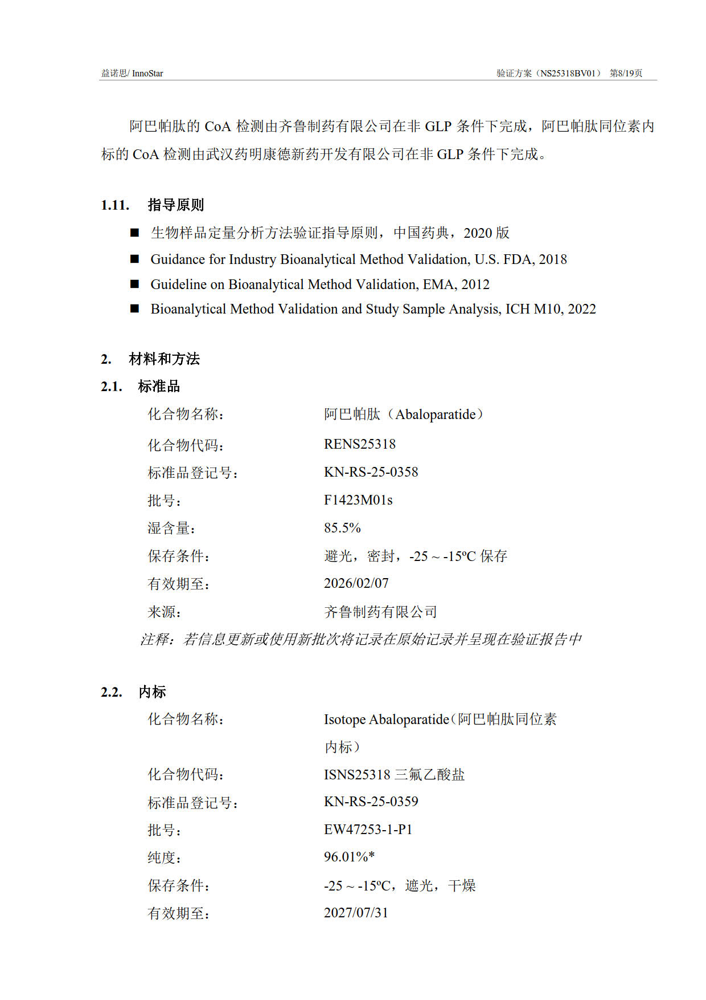 益诺思/ InnoStar
验证方案（NS25318BV01） 第8/19页
阿巴帕肽的 CoA 检测由齐鲁制药有限公司在非 GLP 条件下完成，阿巴帕肽同位素内
标的 CoA 检测由武汉药明康德新药开发有限公司在非 GLP 条件下完成。
1.11. 指导原则
■ 生物样品定量分析方法验证指导原则，中国药典，2020 版
■ Guidance for Industry Bioanalytical Method Validation, U.S. FDA, 2018
■ Guideline on Bioanalytical Method Validation, EMA, 2012
■ Bioanalytical Method Validation and Study Sample Analysis, ICH M10, 2022
2. 材料和方法
2.1. 标准品
化合物名称： 阿巴帕肽（Abaloparatide）
化合物代码： RENS25318
标准品登记号： KN-RS-25-0358
批号： F1423M01s
湿含量： 85.5%
保存条件： 避光，密封，-25 ~ -15ºC 保存
有效期至： 2026/02/07
来源： 齐鲁制药有限公司
注释：若信息更新或使用新批次将记录在原始记录并呈现在验证报告中
2.2. 内标
化合物名称： Isotope Abaloparatide（阿巴帕肽同位素
内标）
化合物代码： ISNS25318 三氟乙酸盐
标准品登记号： KN-RS-25-0359
批号： EW47253-1-P1
纯度： 96.01%*
保存条件： -25 ~ -15ºC，遮光，干燥
有效期至： 2027/07/31